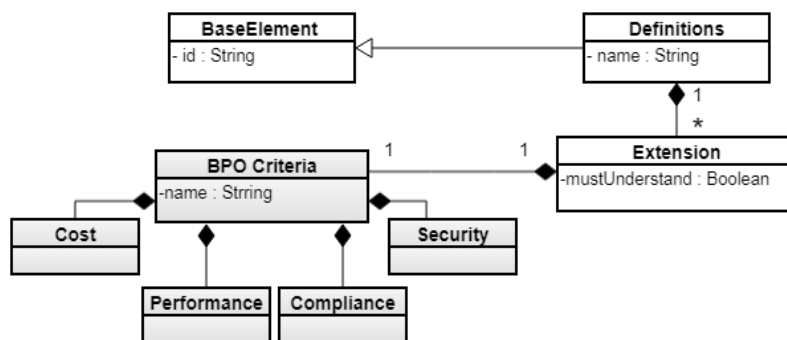 BaseElement
- id : String
Definitions
- name : String
1
*
Extension
-mustUnderstand : Boolean
1
1
BPO Criteria
-name : Strring
Cost
Security
Performance
Compliance